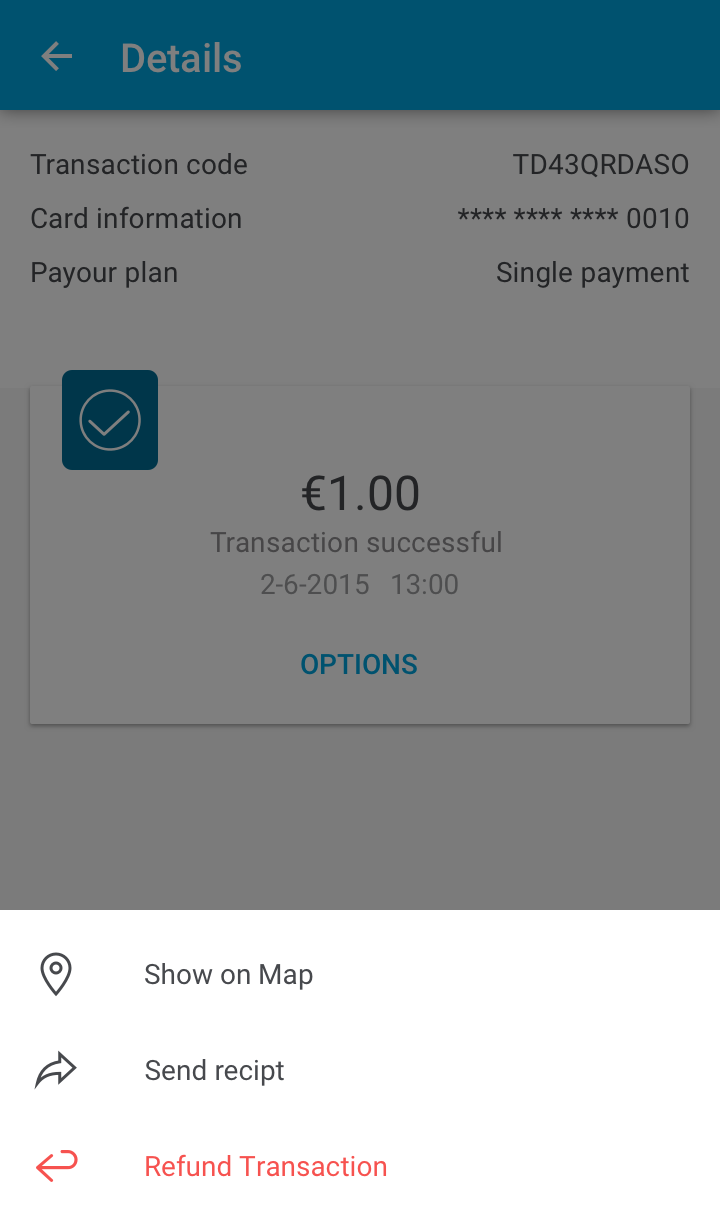 Details
Transaction code TD43QRDASO
Card information **** **** **** 0010
Payour plan Single payment
€1.00
Transaction successful
2-6-2015 13:00
OPTIONS
Show on Map
Send recipt
Refund Transaction